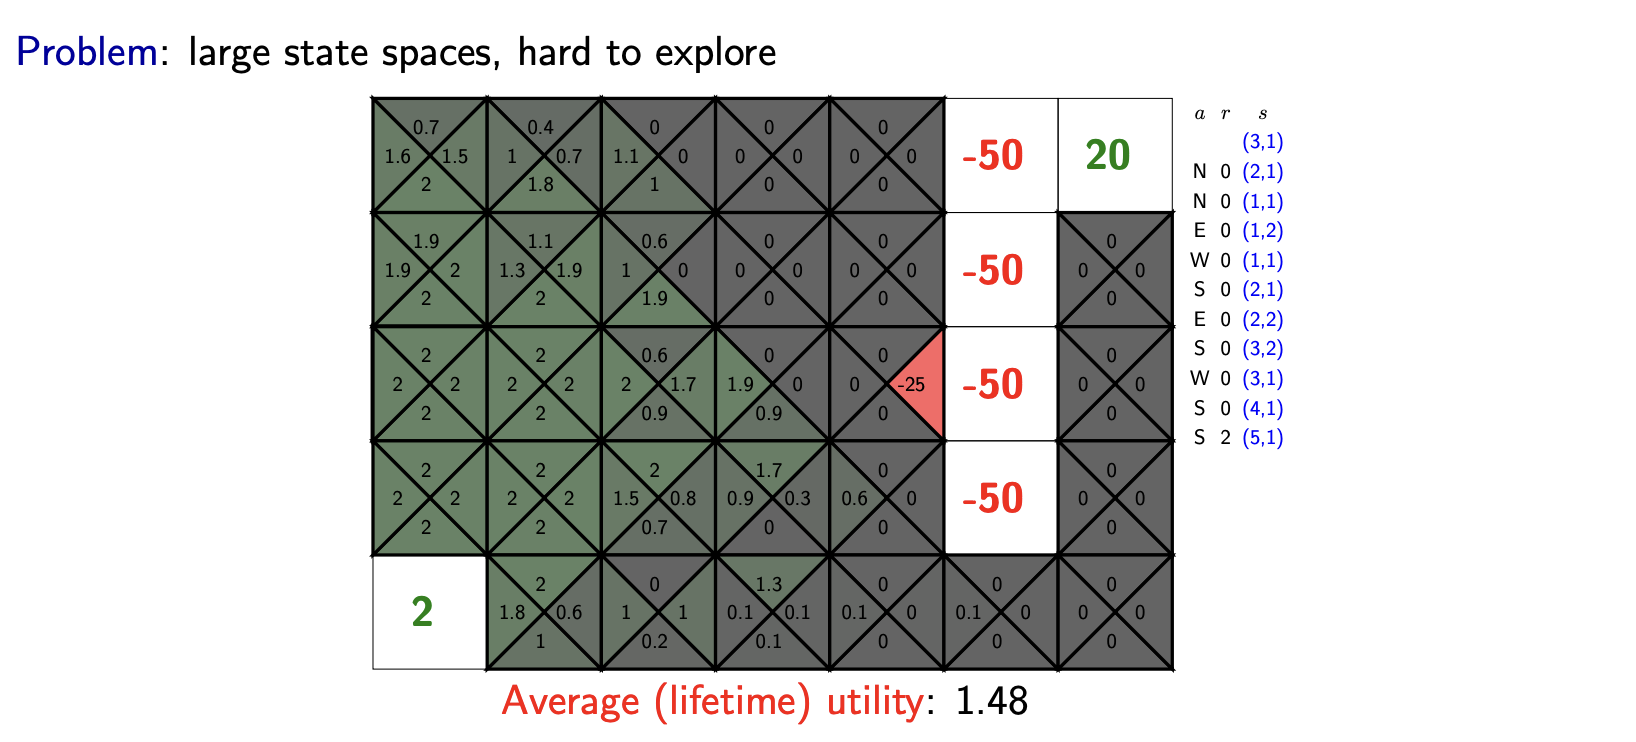 Problem: large state spaces, hard to explore
a r s
(3,1)
0.7 0.4 0 0 0
1.6 1.5 1 0.7 1.1 0 0 0 0 0 -50 20
N 0 (2,1)
2 1.8 1 0 0
N 0 (1,1)
E 0 (1,2)
1.9 1.1 0.6 0 0 0
W 0 (1,1)
1.9 2 1.3 1.9 1 0 0 0 0 0 -50 0 0
S 0 (2,1)
2 2 1.9 0 0 0
E 0 (2,2)
S 0 (3,2)
2 2 0.6 0 0 0
W 0 (3,1)
2 2 2 2 2 1.7 1.9 0 0 -25 -50 0 0
S 0 (4,1)
2 2 0.9 0.9 0 0
S 2 (5,1)
2 2 2 1.7 0 0
2 2 2 2 1.5 0.8 0.9 0.3 0.6 0 -50 0 0
2 2 0.7 0 0 0
2 0 1.3 0 0 0
2 1.8 0.6 1 1 0.1 0.1 0.1 0 0.1 0 0 0
1 0.2 0.1 0 0 0
Average (lifetime) utility: 1.48